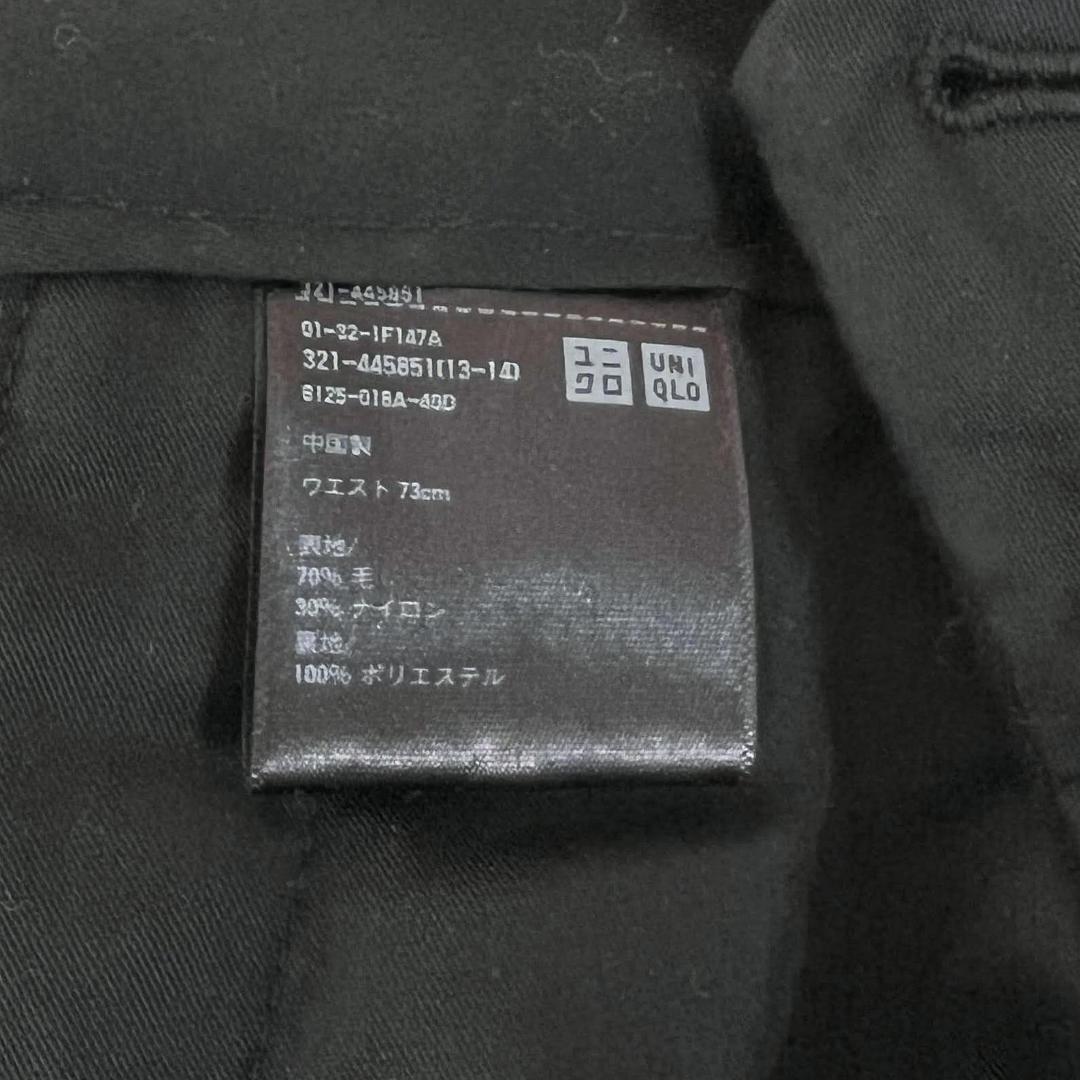 321-445851
01-32-1F147A
321-445851(13-14)
6125-018A-40D
ユニ
クロ
UNI
QLO
中国製
ウエスト 73cm
表地/
70% 毛
30% ナイロン
裏地/
100% ポリエステル